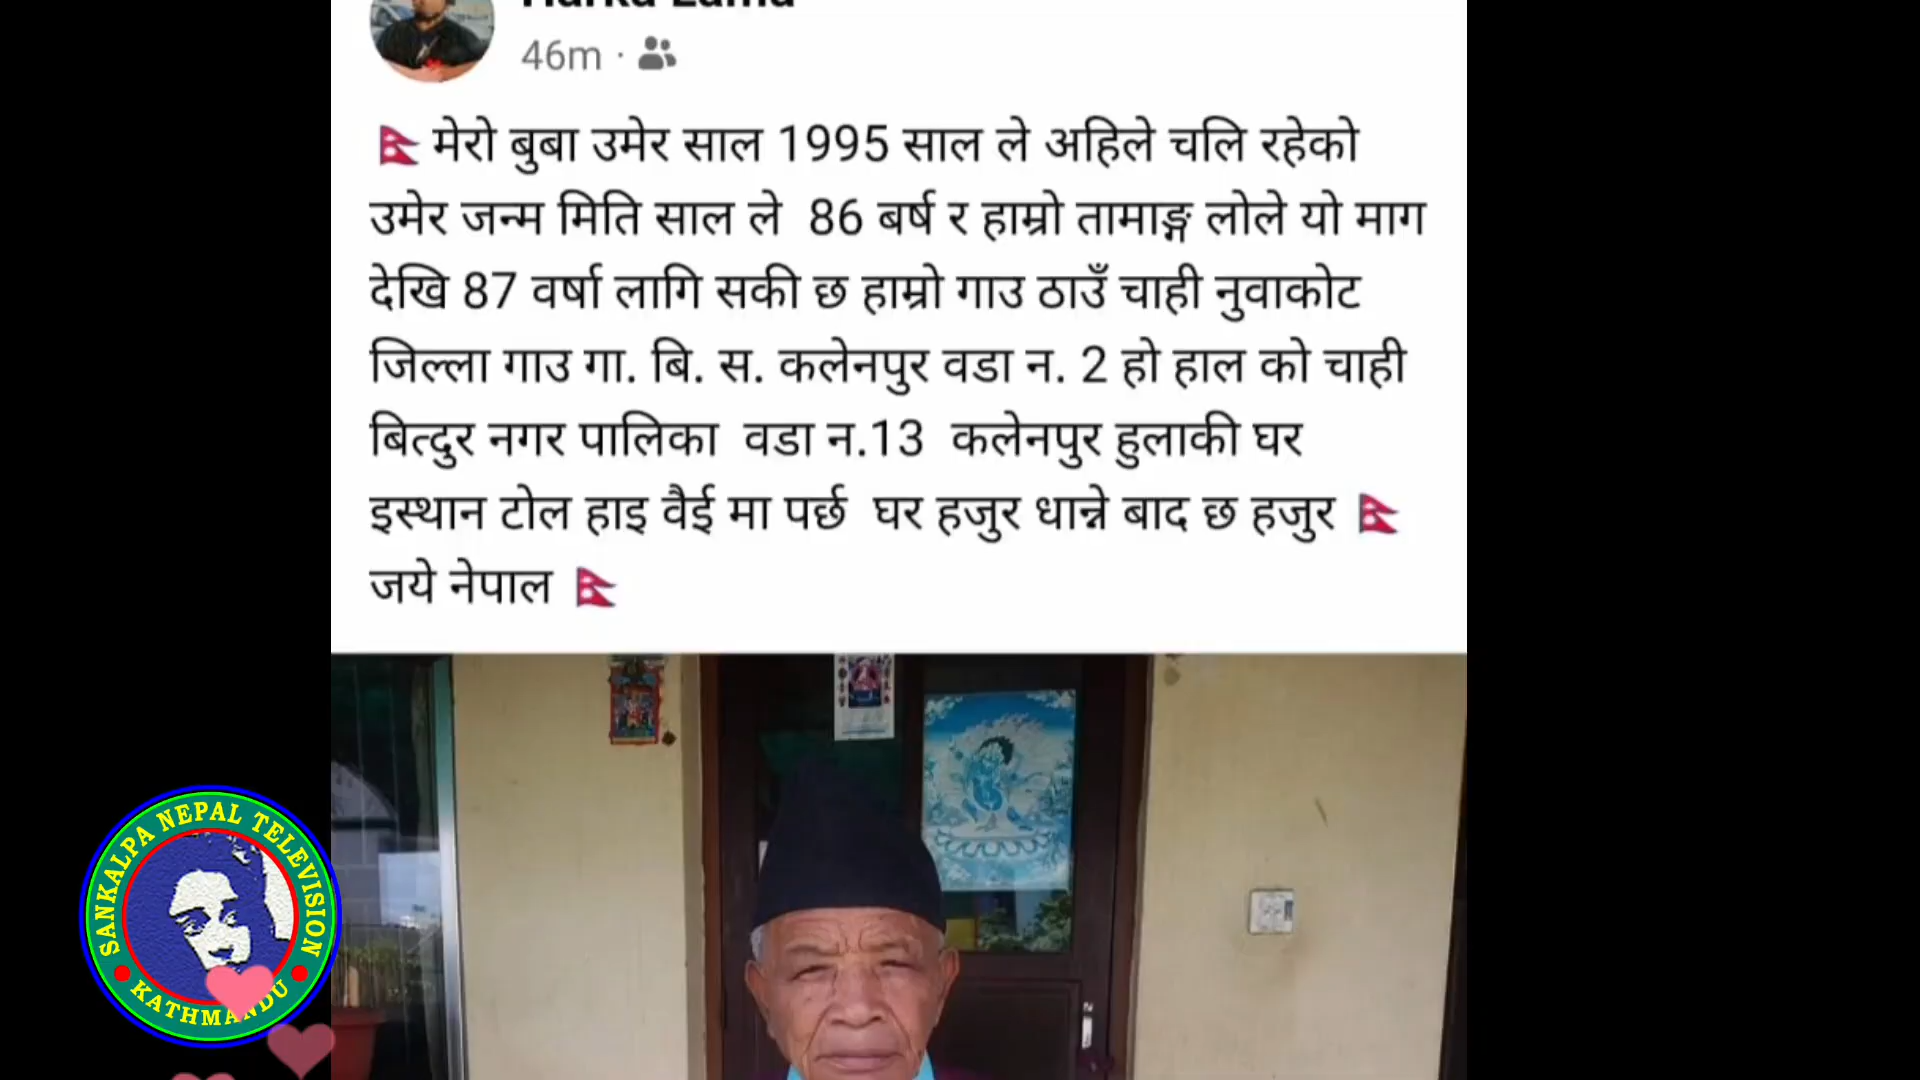 46m ·
🇳🇵 मेरो बुबा उमेर साल 1995 साल ले अहिले चलि रहेको
उमेर जन्म मिति साल ले 86 बर्ष र हाम्रो तामाङ्ग लोले यो माग
देखि 87 वर्षा लागि सकी छ हाम्रो गाउ ठाउँ चाही नुवाकोट
जिल्ला गाउ गा. बि. स. कलेनपुर वडा न. 2 हो हाल को चाही
बित्दुर नगर पालिका वडा न.13 कलेनपुर हुलाकी घर
इस्थान टोल हाइ वैई मा पर्छ घर हजुर धान्ने बाद छ हजुर 🇳🇵
जये नेपाल 🇳🇵
SANKALPA NEPAL TELEVISION
KATHMANDU